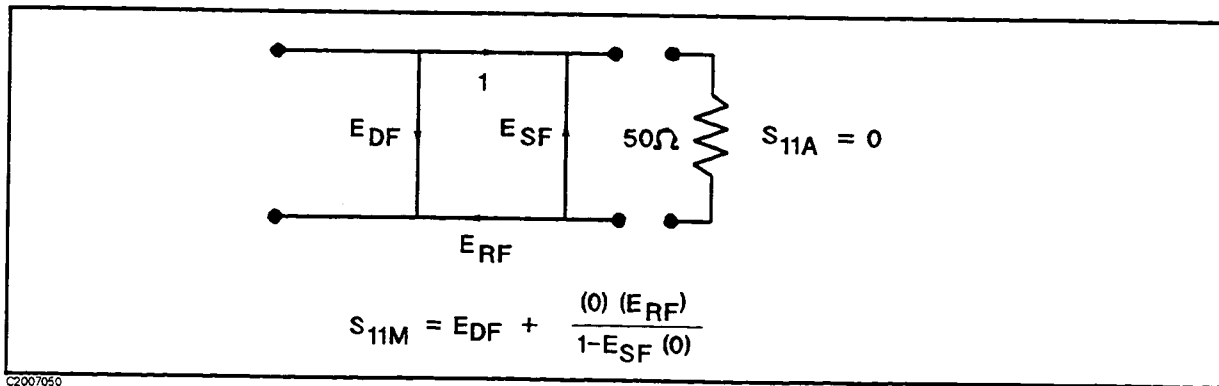 1
E_DF
E_SF
50Ω
S_11A = 0
E_RF
S_11M = E_DF + (0) (E_RF) / 1-E_SF (0)
C2007050